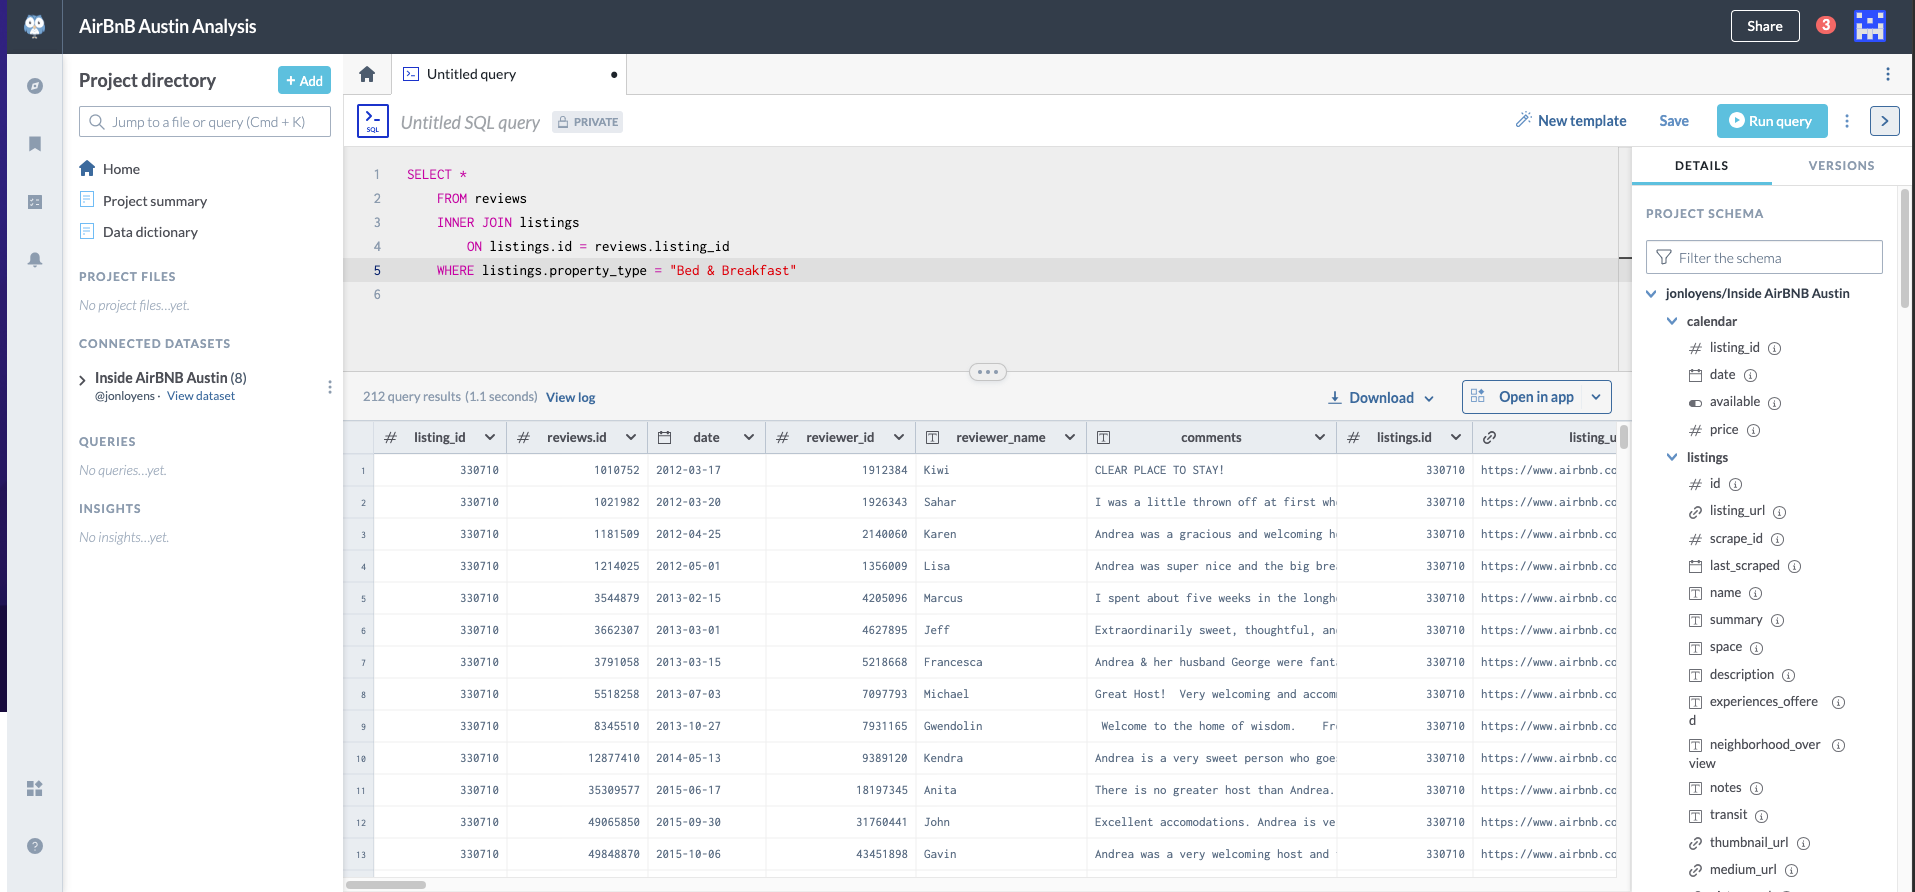 AirBnB Austin Analysis
Share
3
Project directory
+ Add
Jump to a file or query (Cmd + K)
Home
Project summary
Data dictionary
PROJECT FILES
No project files...yet.
CONNECTED DATASETS
Inside AirBNB Austin (8)
@jonloyens · View dataset
QUERIES
No queries...yet.
INSIGHTS
No insights...yet.
Untitled query
SQL
Untitled SQL query
PRIVATE
New template
Save
Run query
1 SELECT *
2 FROM reviews
3 INNER JOIN listings
4 ON listings.id = reviews.listing_id
5 WHERE listings.property_type = "Bed & Breakfast"
6
212 query results (1.1 seconds) View log
Download
Open in app
# listing_id # reviews.id date # reviewer_id T reviewer_name T comments # listings.id listing_u
1 330710 1010752 2012-03-17 1912384 Kiwi CLEAR PLACE TO STAY! 330710 https://www.airbnb.co
2 330710 1021982 2012-03-20 1926343 Sahar I was a little thrown off at first wh 330710 https://www.airbnb.co
3 330710 1181509 2012-04-25 2140060 Karen Andrea was a gracious and welcoming h 330710 https://www.airbnb.co
4 330710 1214025 2012-05-01 1356009 Lisa Andrea was super nice and the big bre 330710 https://www.airbnb.co
5 330710 3544879 2013-02-15 4205096 Marcus I spent about five weeks in the longh 330710 https://www.airbnb.co
6 330710 3662307 2013-03-01 4627895 Jeff Extraordinarily sweet, thoughtful, an 330710 https://www.airbnb.co
7 330710 3791058 2013-03-15 5218668 Francesca Andrea & her husband George were fant 330710 https://www.airbnb.co
8 330710 5518258 2013-07-03 7097793 Michael Great Host! Very welcoming and accom 330710 https://www.airbnb.co
9 330710 8345510 2013-10-27 7931165 Gwendolin Welcome to the home of wisdom. Fr 330710 https://www.airbnb.co
10 330710 12877410 2014-05-13 9389120 Kendra Andrea is a very sweet person who goe 330710 https://www.airbnb.co
11 330710 35309577 2015-06-17 18197345 Anita There is no greater host than Andrea. 330710 https://www.airbnb.co
12 330710 49065850 2015-09-30 31760441 John Excellent accomodations. Andrea is ve 330710 https://www.airbnb.co
13 330710 49848870 2015-10-06 43451898 Gavin Andrea was a very welcoming host and 330710 https://www.airbnb.co
DETAILS
VERSIONS
PROJECT SCHEMA
Filter the schema
jonloyens/Inside AirBNB Austin
calendar
# listing_id
date
available
# price
listings
# id
listing_url
# scrape_id
last_scraped
T name
T summary
T space
T description
T experiences_offere
d
T neighborhood_over
view
T notes
T transit
thumbnail_url
medium_url